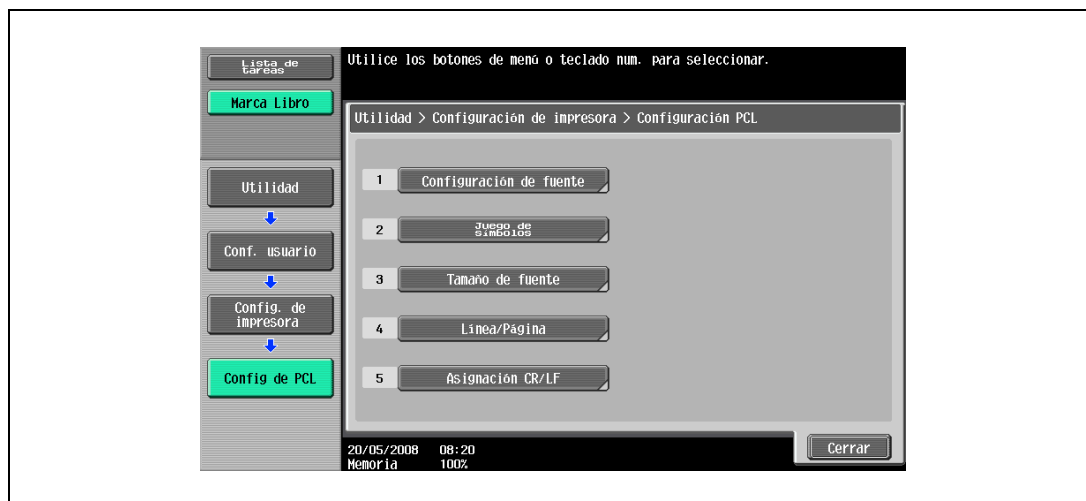 Lista de
tareas
Utilice los botones de menú o teclado num. para seleccionar.
Marca Libro
Utilidad > Configuración de impresora > Configuración PCL
Utilidad
1 Configuración de fuente
2 Juego de
símbolos
Conf. usuario
3 Tamaño de fuente
Config. de
impresora
4 Línea/Página
Config de PCL
5 Asignación CR/LF
20/05/2008 08:20
Memoria 100%
Cerrar